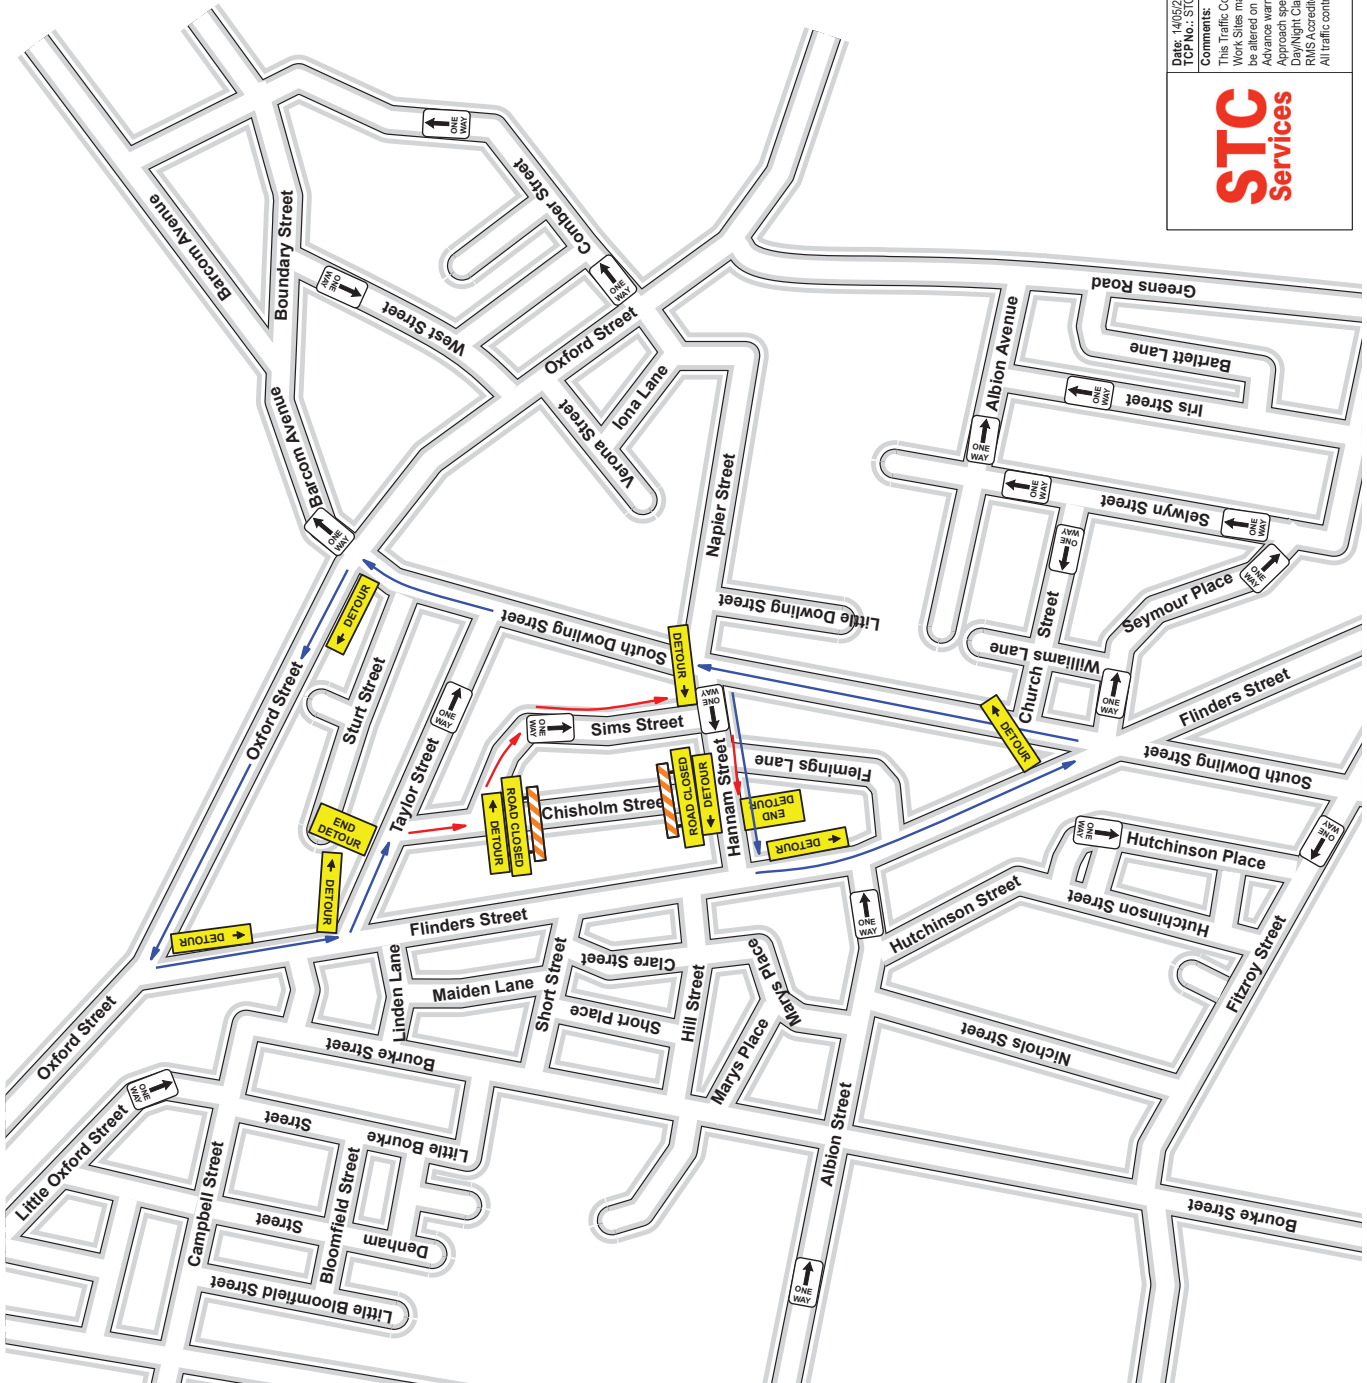 Date: 14/05/2
TCP No.: STC
Comments:
This Traffic Co
Work Sites ma
be altered on
Advance warn
Approach spe
Day/Night Cla
RMS Accredite
All traffic contr
STC
Services
Barcom Avenue
Boundary Street
ONE WAY
Comber Street
ONE WAY
West Street
ONE WAY
Oxford Street
Barcom Avenue
ONE WAY
Verona Street
Iona Lane
Napier Street
Little Dowling Street
Greens Road
Albion Avenue
Bartlett Lane
Iris Street
ONE WAY
ONE WAY
ONE WAY
Selwyn Street
ONE WAY
ONE WAY
Seymour Place
ONE WAY
Williams Lane
Church Street
ONE WAY
Flinders Street
South Dowling Street
DETOUR
Oxford Street
Sturt Street
South Dowling Street
DETOUR
Taylor Street
ONE WAY
ONE WAY
Sims Street
ONE WAY
END DETOUR
DETOUR
DETOUR
ROAD CLOSED
Chisholm Street
ROAD CLOSED
DETOUR
Hannam Street
Flemings Lane
END DETOUR
DETOUR
DETOUR
DETOUR
Flinders Street
Oxford Street
Linden Lane
Maiden Lane
Short Street
Clare Street
Short Place
Hill Street
Marys Place
Marys Place
ONE WAY
Hutchinson Street
ONE WAY
Hutchinson Place
Hutchinson Street
ONE WAY
Fitzroy Street
Nichols Street
Albion Street
ONE WAY
Bourke Street
Bourke Street
Little Oxford Street
ONE WAY
Campbell Street
Street
Little Bourke
Bloomfield Street
Street
Denham
Little Bloomfield Street